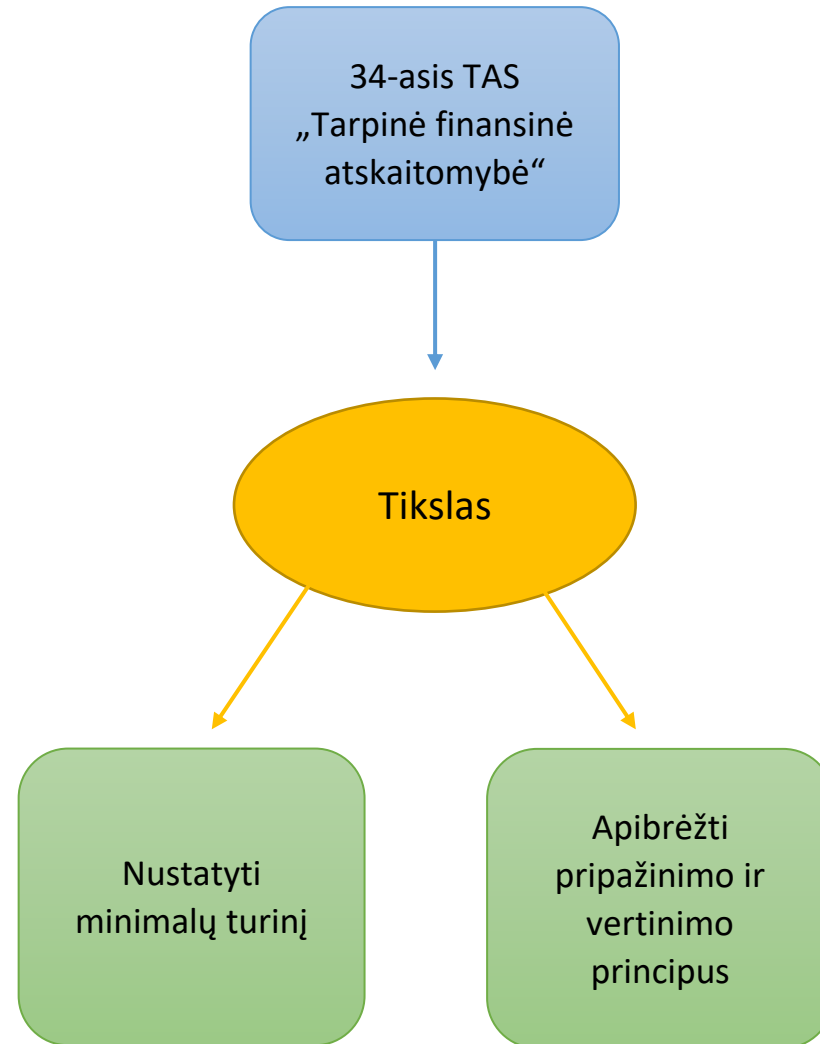 34-asis TAS
„Tarpinė finansinė
atskaitomybė“
Tikslas
Nustatyti
minimalų turinį
Apibrėžti
pripažinimo ir
vertinimo
principus